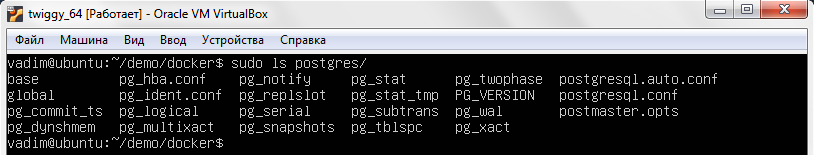 twiggy_64 [Работает] - Oracle VM VirtualBox
Файл Машина Вид Ввод Устройства Справка
vadim@ubuntu:~/demo/docker$ sudo ls postgres/
base pg_hba.conf pg_notify pg_stat pg_twophase postgresql.auto.conf
global pg_ident.conf pg_replslot pg_stat_tmp PG_VERSION postgresql.conf
pg_commit_ts pg_logical pg_serial pg_subtrans pg_wal postmaster.opts
pg_dynshmem pg_multixact pg_snapshots pg_tblspc pg_xact
vadim@ubuntu:~/demo/docker$